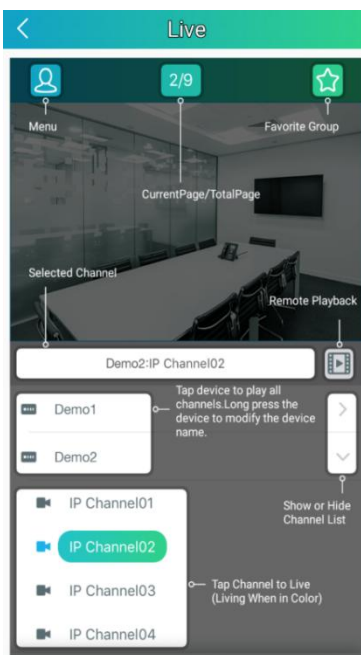 Live
2/9
Menu
Favorite Group
CurrentPage/TotalPage
Selected Channel
Remote Playback
Demo2:IP Channel02
Tap device to play all
channels.Long press the
device to modify the device
name.
Demo1
Demo2
Show or Hide
Channel List
IP Channel01
IP Channel02
IP Channel03
Tap Channel to Live
(Living When in Color)
IP Channel04